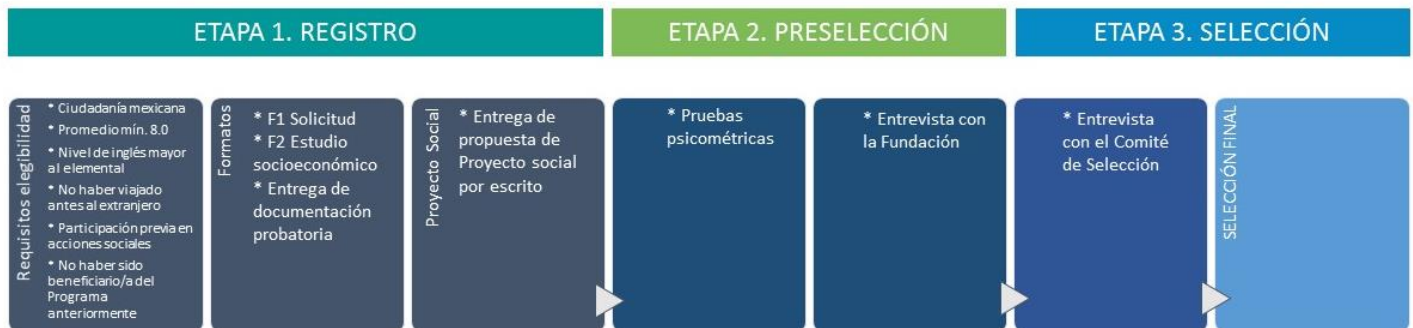 ETAPA 1. REGISTRO
ETAPA 2. PRESELECCIÓN
ETAPA 3. SELECCIÓN
Requisitos elegibilidad
* Ciudadanía mexicana
* Promedio mín. 8.0
* Nivel de inglés mayor
al elemental
* No haber viajado
antes al extranjero
* Participación previa en
acciones sociales
* No haber sido
beneficiario/a del
Programa
anteriormente
Formatos
* F1 Solicitud
* F2 Estudio
socioeconómico
* Entrega de
documentación
probatoria
Proyecto Social
* Entrega de
propuesta de
Proyecto social
por escrito
* Pruebas
psicométricas
* Entrevista con
la Fundación
* Entrevista
con el Comité
de Selección
SELECCIÓN FINAL